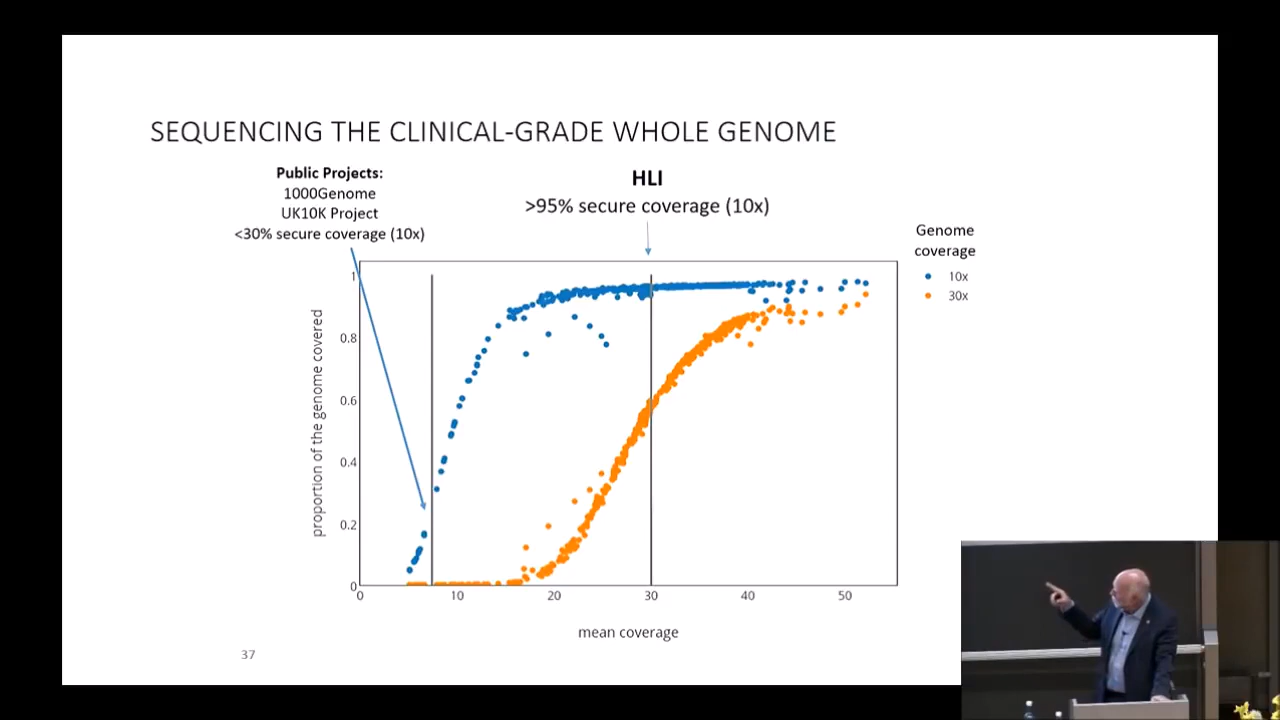 SEQUENCING THE CLINICAL-GRADE WHOLE GENOME
Public Projects:
1000Genome
UK10K Project
<30% secure coverage (10x)
HLI
>95% secure coverage (10x)
Genome
coverage
10x
30x
proportion of the genome covered
1
0.8
0.6
0.4
0.2
0
0
10
20
30
40
50
mean coverage
37